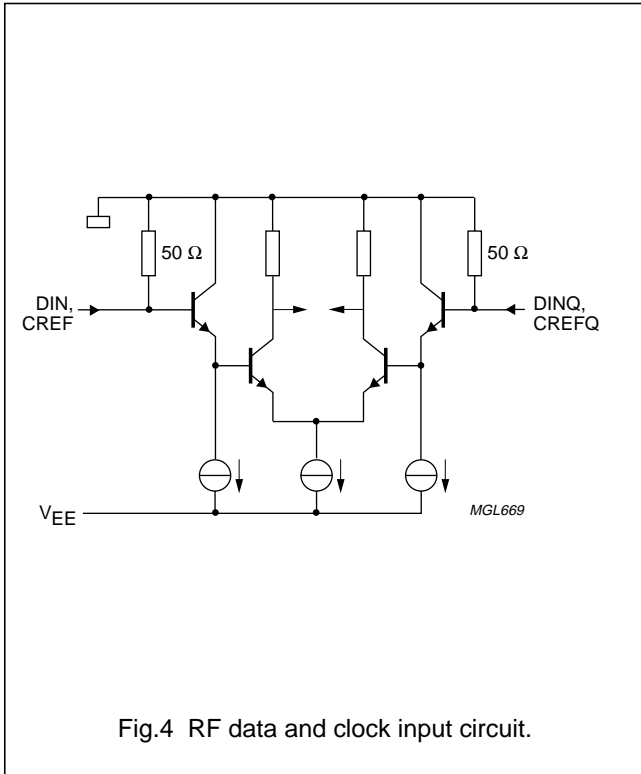 50 Ω
50 Ω
DIN,
CREF
DINQ,
CREFQ
VEE
MGL669
Fig.4 RF data and clock input circuit.